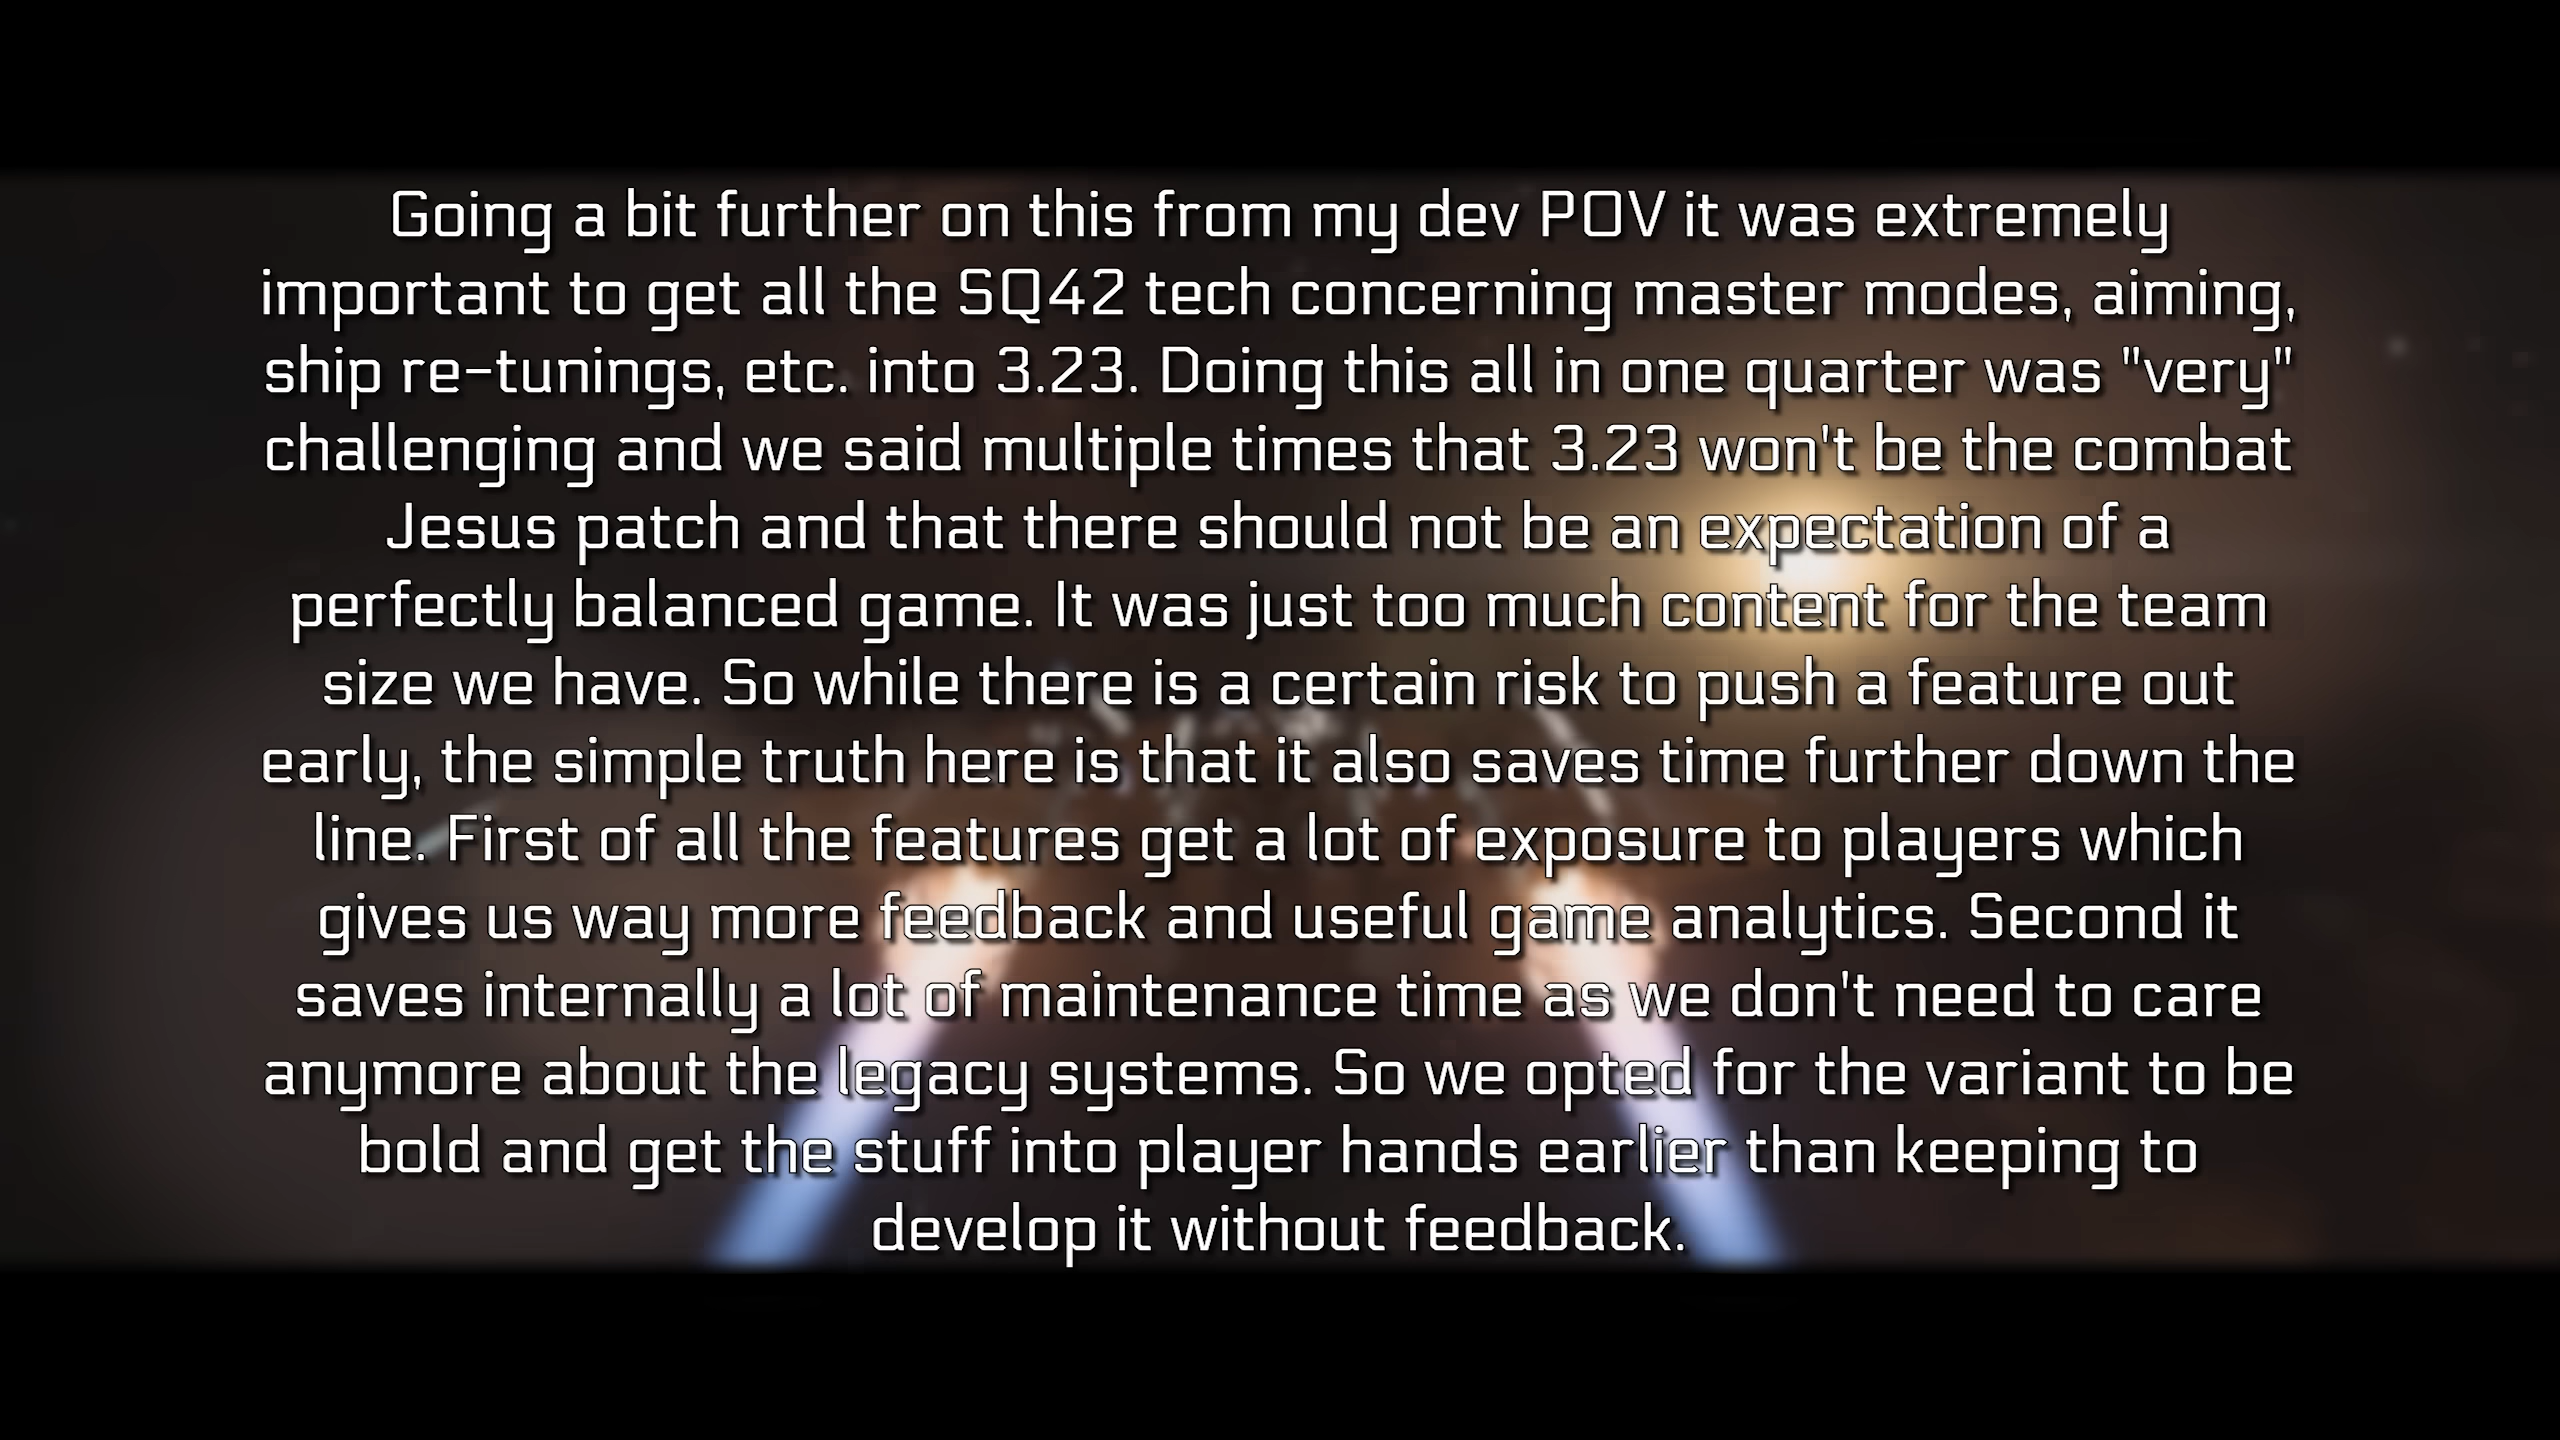 Going a bit further on this from my dev POV it was extremely
important to get all the SQ42 tech concerning master modes, aiming,
ship re-tunings, etc. into 3.23. Doing this all in one quarter was "very"
challenging and we said multiple times that 3.23 won't be the combat
Jesus patch and that there should not be an expectation of a
perfectly balanced game. It was just too much content for the team
size we have. So while there is a certain risk to push a feature out
early, the simple truth here is that it also saves time further down the
line. First of all the features get a lot of exposure to players which
gives us way more feedback and useful game analytics. Second it
saves internally a lot of maintenance time as we don't need to care
anymore about the legacy systems. So we opted for the variant to be
bold and get the stuff into player hands earlier than keeping to
develop it without feedback.